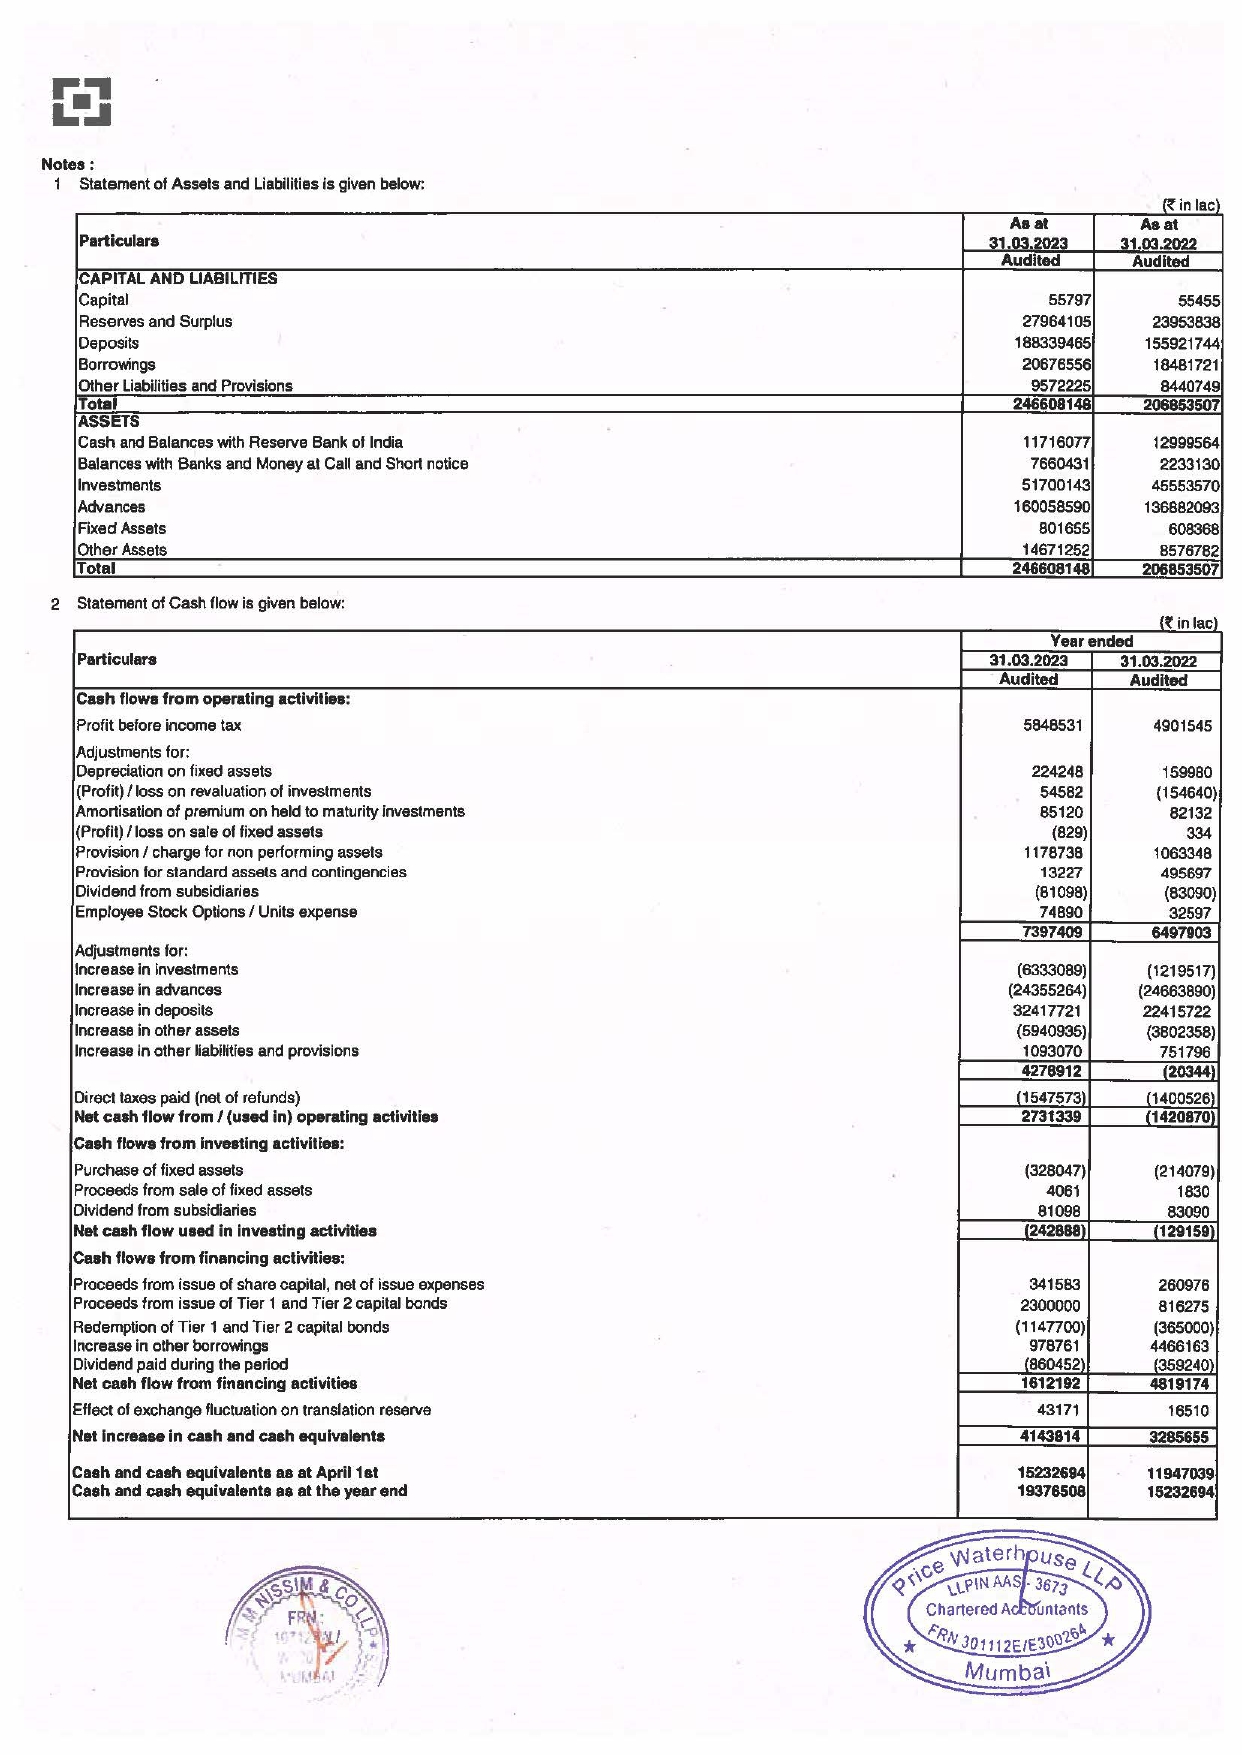 Notes :
1 Statement of Assets and Liabilities is given below:
(₹ in lac)
Particulars As at 31.03.2023 As at 31.03.2022
Audited Audited
CAPITAL AND LIABILITIES
Capital 55797 55455
Reserves and Surplus 27964105 23953838
Deposits 188339465 155921744
Borrowings 20676556 18481721
Other Liabilities and Provisions 9572225 8440749
Total 246608148 206853507
ASSETS
Cash and Balances with Reserve Bank of India 11716077 12999564
Balances with Banks and Money at Call and Short notice 7660431 2233130
Investments 51700143 45553570
Advances 160058590 136882093
Fixed Assets 801655 608368
Other Assets 14671252 8576782
Total 246608148 206853507
2 Statement of Cash flow is given below:
(₹ in lac)
Year ended
Particulars 31.03.2023 31.03.2022
Audited Audited
Cash flows from operating activities:
Profit before income tax 5848531 4901545
Adjustments for:
Depreciation on fixed assets 224248 159980
(Profit) / loss on revaluation of investments 54582 (154640)
Amortisation of premium on held to maturity investments 85120 82132
(Profit) / loss on sale of fixed assets (829) 334
Provision / charge for non performing assets 1178738 1063348
Provision for standard assets and contingencies 13227 495697
Dividend from subsidiaries (81098) (83090)
Employee Stock Options / Units expense 74890 32597
7397409 6497903
Adjustments for:
Increase in investments (6333089) (1219517)
Increase in advances (24355264) (24663890)
Increase in deposits 32417721 22415722
Increase in other assets (5940935) (3802358)
Increase in other liabilities and provisions 1093070 751796
4278912 (20344)
Direct taxes paid (net of refunds) (1547573) (1400526)
Net cash flow from / (used in) operating activities 2731339 (1420870)
Cash flows from investing activities:
Purchase of fixed assets (328047) (214079)
Proceeds from sale of fixed assets 4061 1830
Dividend from subsidiaries 81098 83090
Net cash flow used in investing activities (242888) (129159)
Cash flows from financing activities:
Proceeds from issue of share capital, net of issue expenses 341583 260976
Proceeds from issue of Tier 1 and Tier 2 capital bonds 2300000 816275
Redemption of Tier 1 and Tier 2 capital bonds (1147700) (365000)
Increase in other borrowings 978761 4466163
Dividend paid during the period (860452) (359240)
Net cash flow from financing activities 1612192 4819174
Effect of exchange fluctuation on translation reserve 43171 16510
Net increase in cash and cash equivalents 4143814 3285655
Cash and cash equivalents as at April 1st 15232694 11947039
Cash and cash equivalents as at the year end 19376508 15232694
M M NISSIM & CO LLP
FRN:
MUMBAI
Price Waterhouse LLP
LLPIN AAS - 3673
Chartered Accountants
FRN 301112E/E300264
Mumbai